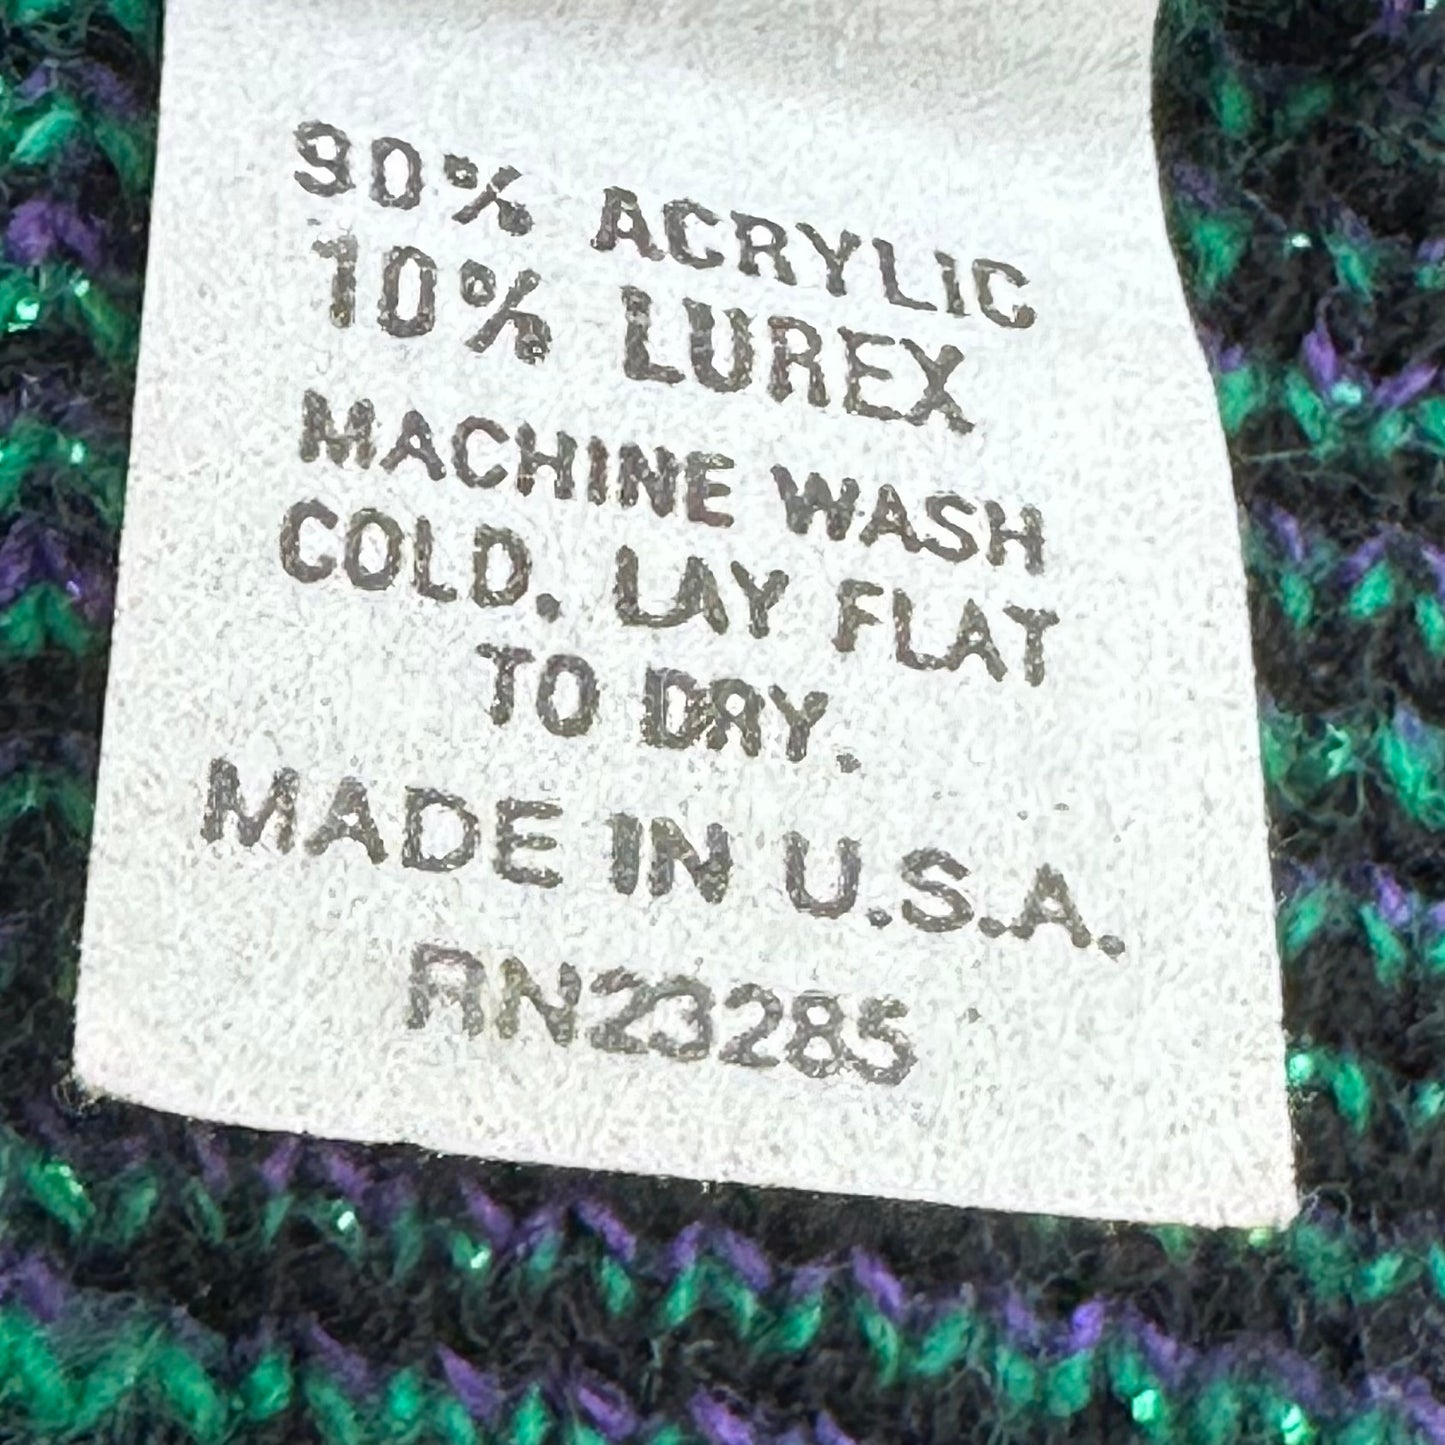 90% ACRYLIC
10% LUREX
MACHINE WASH
COLD. LAY FLAT
TO DRY.
MADE IN U.S.A.
RN23285